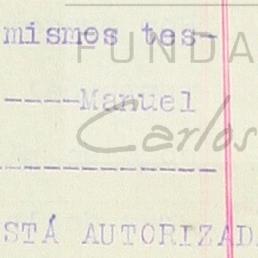 mismos tes-
FUNDA
-----Manuel
Carlos
---------------
STÁ AUTORIZADA